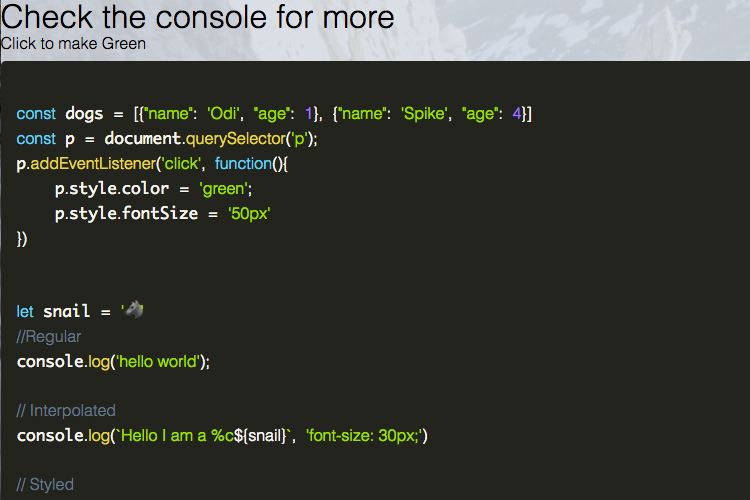 Check the console for more
Click to make Green
const dogs = [{"name": 'Odi', "age": 1}, {"name": 'Spike', "age": 4}]
const p = document.querySelector('p');
p.addEventListener('click', function(){
    p.style.color = 'green';
    p.style.fontSize = '50px'
})
let snail = '🐴'
//Regular
console.log('hello world');
// Interpolated
console.log(`Hello I am a %c${snail}`, 'font-size: 30px;')
// Styled